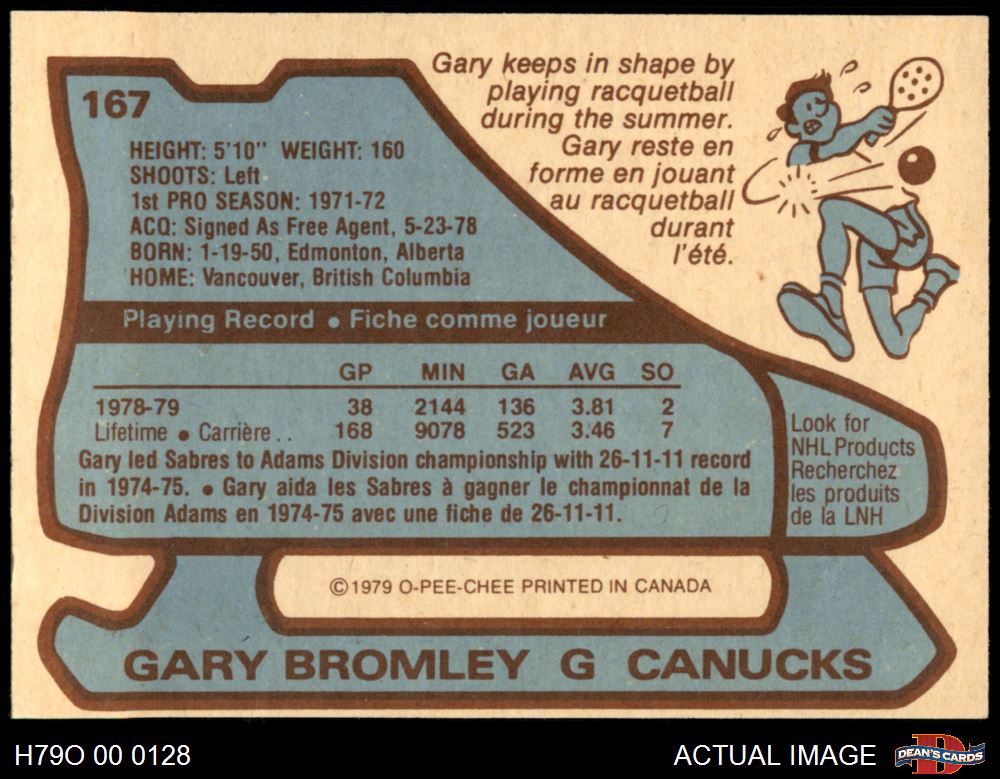 167
HEIGHT: 5'10'' WEIGHT: 160
SHOOTS: Left
1st PRO SEASON: 1971-72
ACQ: Signed As Free Agent, 5-23-78
BORN: 1-19-50, Edmonton, Alberta
HOME: Vancouver, British Columbia
Gary keeps in shape by
playing racquetball
during the summer.
Gary reste en
forme en jouant
au racquetball
durant
l'été.
Playing Record • Fiche comme joueur
GP MIN GA AVG SO
1978-79 38 2144 136 3.81 2
Lifetime • Carrière . . 168 9078 523 3.46 7
Gary led Sabres to Adams Division championship with 26-11-11 record
in 1974-75. • Gary aida les Sabres à gagner le championnat de la
Division Adams en 1974-75 avec une fiche de 26-11-11.
Look for
NHL Products
Recherchez
les produits
de la LNH
© 1979 O-PEE-CHEE PRINTED IN CANADA
GARY BROMLEY G CANUCKS
H79O 00 0128
ACTUAL IMAGE
D
DEAN'S CARDS